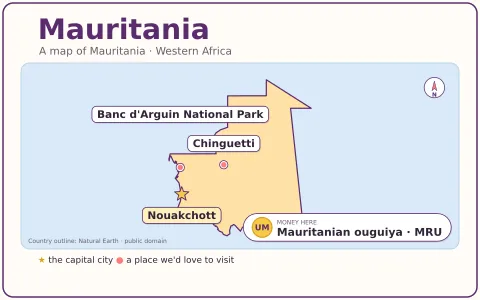 Mauritania
A map of Mauritania · Western Africa
N
Banc d'Arguin National Park
Chinguetti
Nouakchott
UM
MONEY HERE
Mauritanian ouguiya · MRU
Country outline: Natural Earth · public domain
★ the capital city ● a place we'd love to visit